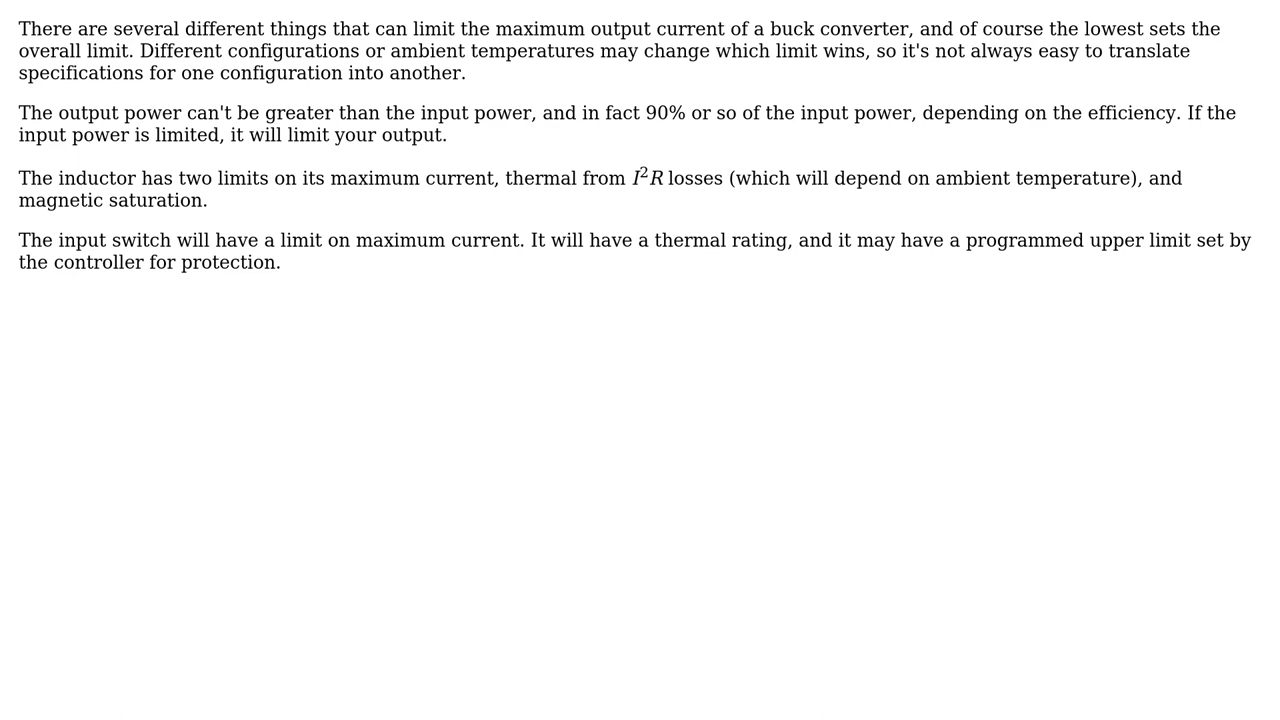 There are several different things that can limit the maximum output current of a buck converter, and of course the lowest sets the
overall limit. Different configurations or ambient temperatures may change which limit wins, so it's not always easy to translate
specifications for one configuration into another.
The output power can't be greater than the input power, and in fact 90% or so of the input power, depending on the efficiency. If the
input power is limited, it will limit your output.
The inductor has two limits on its maximum current, thermal from I²R losses (which will depend on ambient temperature), and
magnetic saturation.
The input switch will have a limit on maximum current. It will have a thermal rating, and it may have a programmed upper limit set by
the controller for protection.